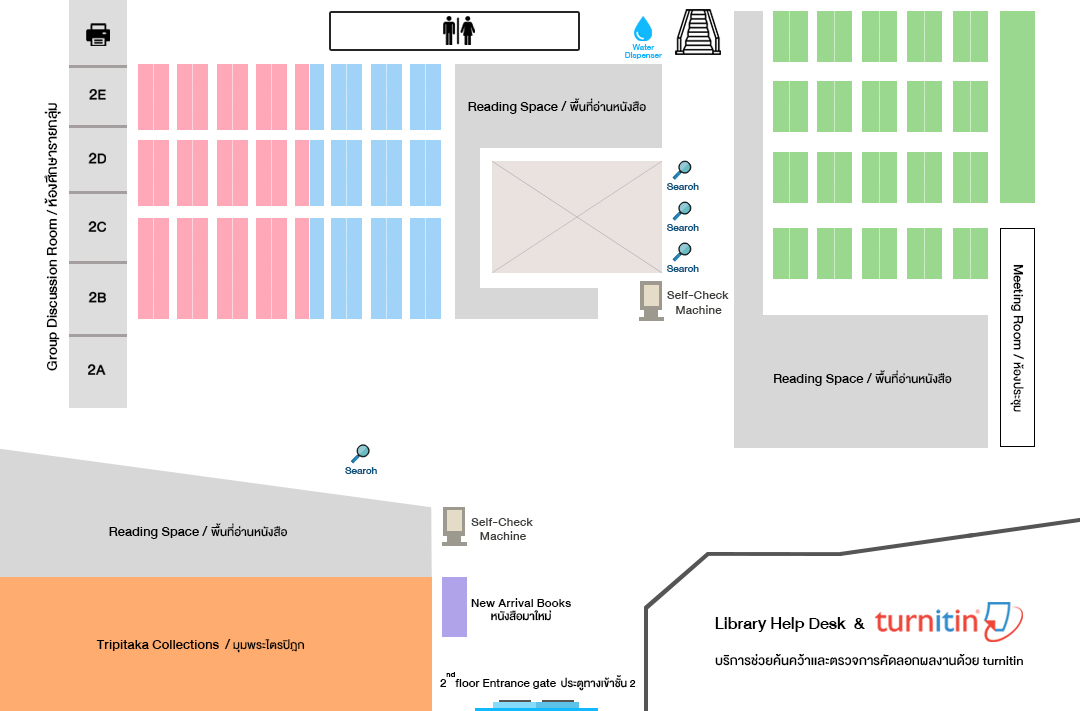 Water
Dispenser
2E
Reading Space / พื้นที่อ่านหนังสือ
2D
Search
2C
Search
Search
Group Discussion Room / ห้องศึกษารายกลุ่ม
2B
Self-Check
Machine
Meeting Room / ห้องประชุม
2A
Reading Space / พื้นที่อ่านหนังสือ
Search
Reading Space / พื้นที่อ่านหนังสือ
Self-Check
Machine
New Arrival Books
หนังสือมาใหม่
Library Help Desk & turnitin
Tripitaka Collections / มุมพระไตรปิฎก
บริการช่วยค้นคว้าและตรวจการคัดลอกผลงานด้วย turnitin
2nd floor Entrance gate ประตูทางเข้าชั้น 2